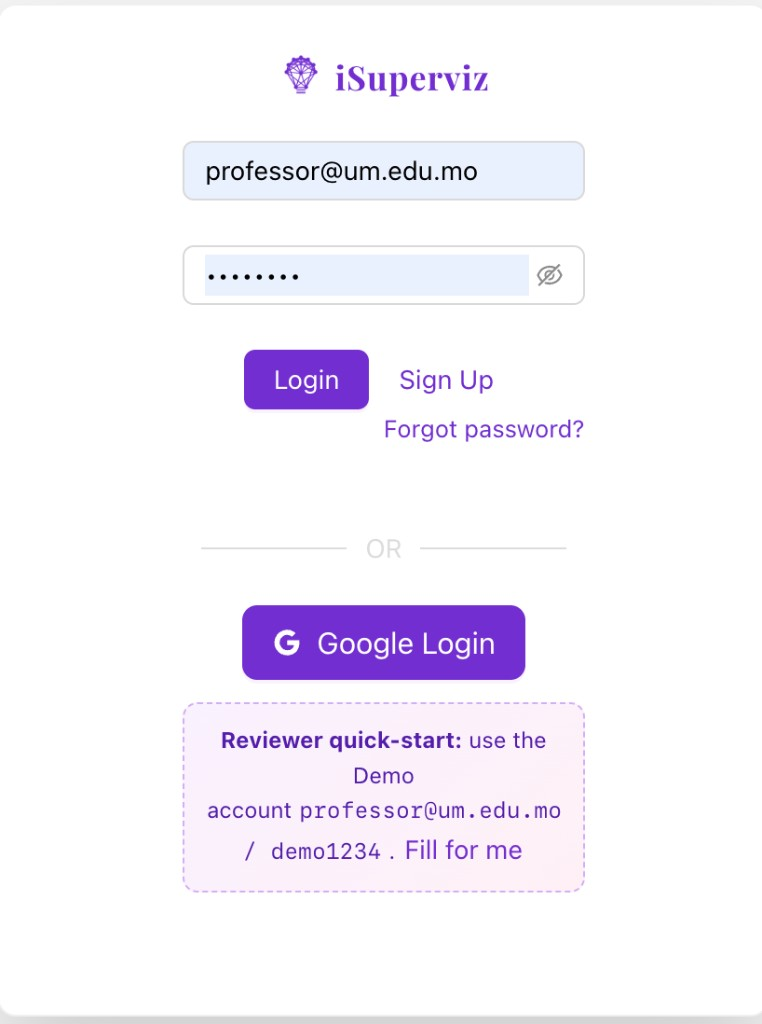 iSuperviz
professor@um.edu.mo
••••••••
Login
Sign Up
Forgot password?
OR
Google Login
Reviewer quick-start: use the
Demo
account professor@um.edu.mo
/ demo1234 . Fill for me